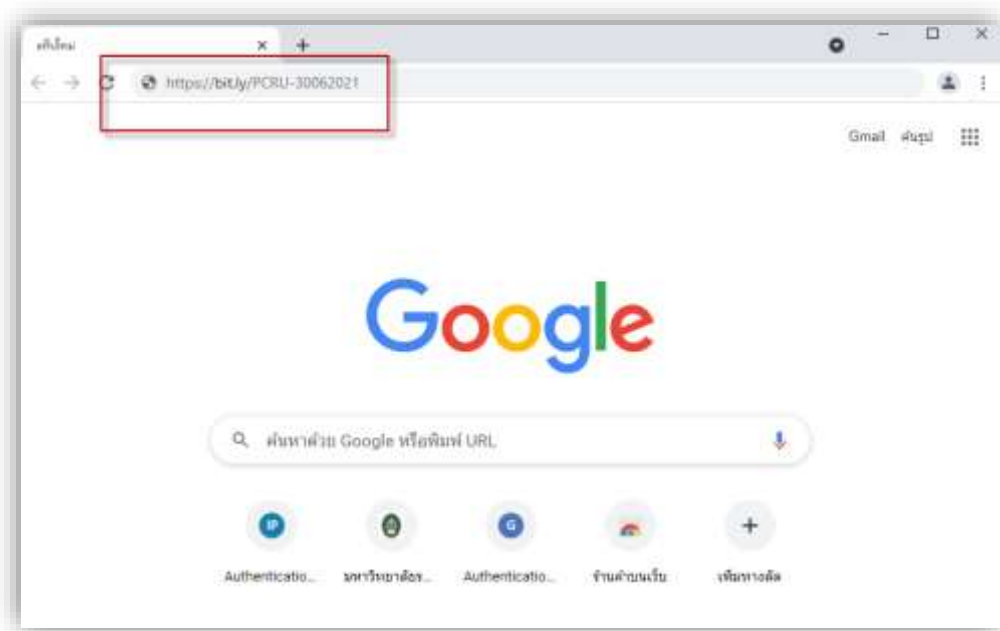 แท็บใหม่
https://bit.ly/PCRU-30062021
Gmail ค้นรูป
Google
ค้นหาด้วย Google หรือพิมพ์ URL
IP G
Authenticatio... มหาวิทยาลัยร... Authenticatio... ร้านค้าบนเว็บ เพิ่มทางลัด